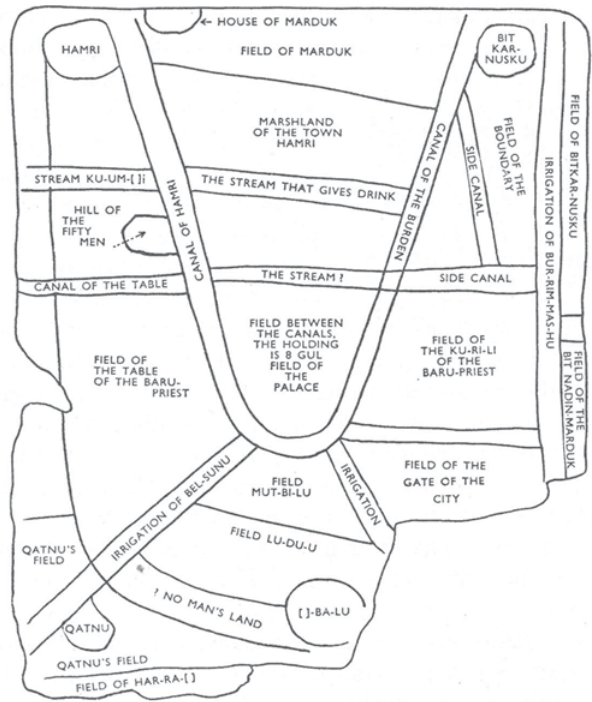 ← HOUSE OF MARDUK
HAMRI
FIELD OF MARDUK
BIT
KAR-
NUSKU
MARSHLAND
OF THE TOWN
HAMRI
CANAL OF THE BURDEN
SIDE CANAL
FIELD OF THE
BOUNDARY
FIELD OF BITKAR-NUSKU
IRRIGATION OF BUR-RIM-MAS-HU
STREAM KU-UM-[ ]i
THE STREAM THAT GIVES DRINK
HILL OF
THE
FIFTY
MEN
CANAL OF HAMRI
CANAL OF THE TABLE
THE STREAM ?
SIDE CANAL
FIELD BETWEEN
THE CANALS,
THE HOLDING
IS 8 GUL
FIELD OF
THE
PALACE
FIELD OF
THE TABLE
OF THE BARU-
PRIEST
FIELD OF
THE KU-RI-LI
OF THE
BARU-PRIEST
FIELD OF THE
BIT NADIN-MARDUK
IRRIGATION OF BEL-SUNU
FIELD
MUT-BI-LU
IRRIGATION
FIELD OF THE
GATE OF THE
CITY
FIELD LU-DU-U
QATNU'S
FIELD
? NO MAN'S LAND
[ ]-BA-LU
QATNU
QATNU'S FIELD
FIELD OF HAR-RA-[ ]